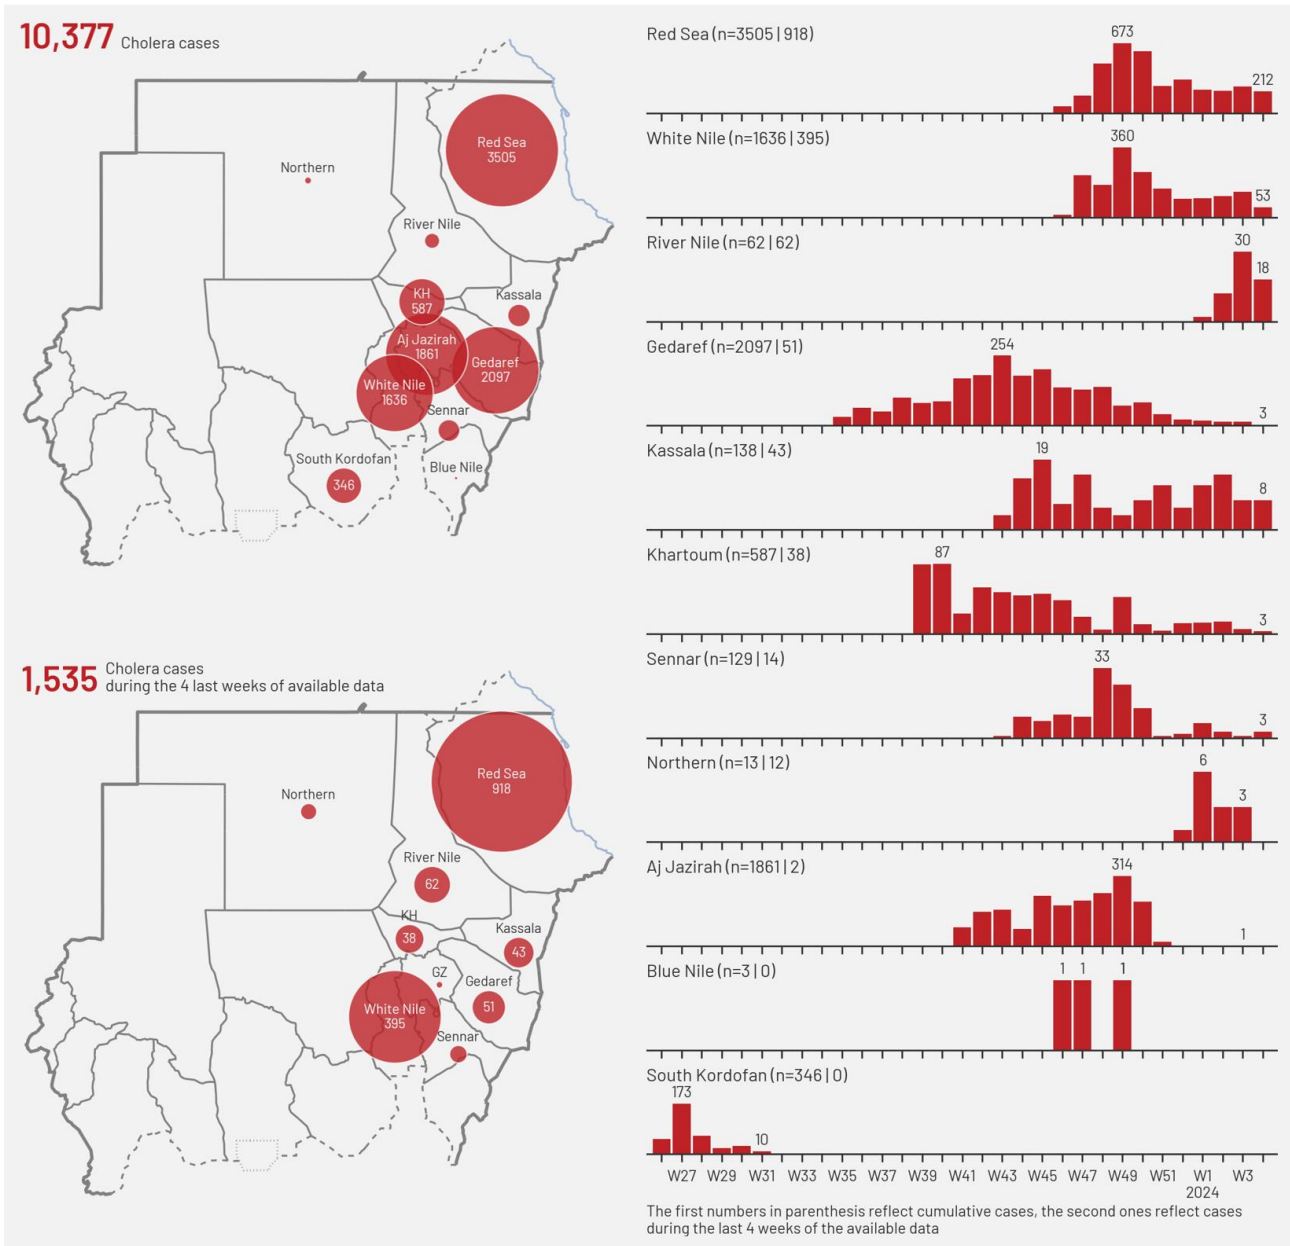 10,377 Cholera cases
Northern
Red Sea
3505
River Nile
KH
587
Kassala
Aj Jazirah
1861
Gedaref
2097
White Nile
1636
Sennar
South Kordofan
346
Blue Nile
1,535 Cholera cases
during the 4 last weeks of available data
Red Sea
918
Northern
River Nile
62
KH
38
Kassala
43
GZ
Gedaref
51
White Nile
395
Sennar
Red Sea (n=3505 | 918)
673
212
White Nile (n=1636 | 395)
360
53
River Nile (n=62 | 62)
30
18
Gedaref (n=2097 | 51)
254
3
Kassala (n=138 | 43)
19
8
Khartoum (n=587 | 38)
87
3
Sennar (n=129 | 14)
33
3
Northern (n=13 | 12)
6
3
Aj Jazirah (n=1861 | 2)
314
1
Blue Nile (n=3 | 0)
1 1 1
South Kordofan (n=346 | 0)
173
10
W27 W29 W31 W33 W35 W37 W39 W41 W43 W45 W47 W49 W51 W1 W3
2024
The first numbers in parenthesis reflect cumulative cases, the second ones reflect cases
during the last 4 weeks of the available data